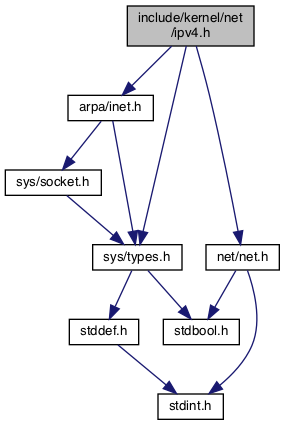 include/kernel/net
/ipv4.h
arpa/inet.h
sys/socket.h
sys/types.h
net/net.h
stddef.h
stdbool.h
stdint.h